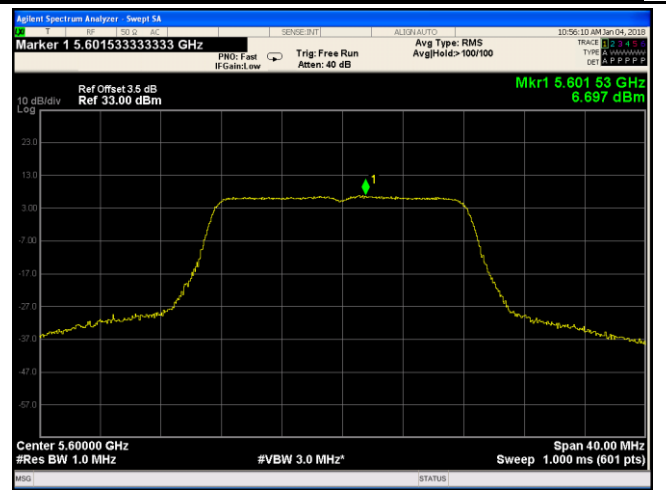 Agilent Spectrum Analyzer - Swept SA
T RF 50 Ω AC SENSE:INT ALIGN AUTO 10:56:10 AM Jan 04, 2018
Marker 1 5.601533333333 GHz
PNO: Fast Trig: Free Run Avg Type: RMS TRACE 1 2 3 4 5 6
IFGain:Low Atten: 40 dB Avg|Hold:>100/100 TYPE A WWWWW
DET A P P P P P
Mkr1 5.601 53 GHz
6.697 dBm
Ref Offset 3.5 dB
10 dB/div Ref 33.00 dBm
Log
23.0
13.0
1
3.00
-7.00
-17.0
-27.0
-37.0
-47.0
-57.0
Center 5.60000 GHz Span 40.00 MHz
#Res BW 1.0 MHz #VBW 3.0 MHz* Sweep 1.000 ms (601 pts)
MSG STATUS